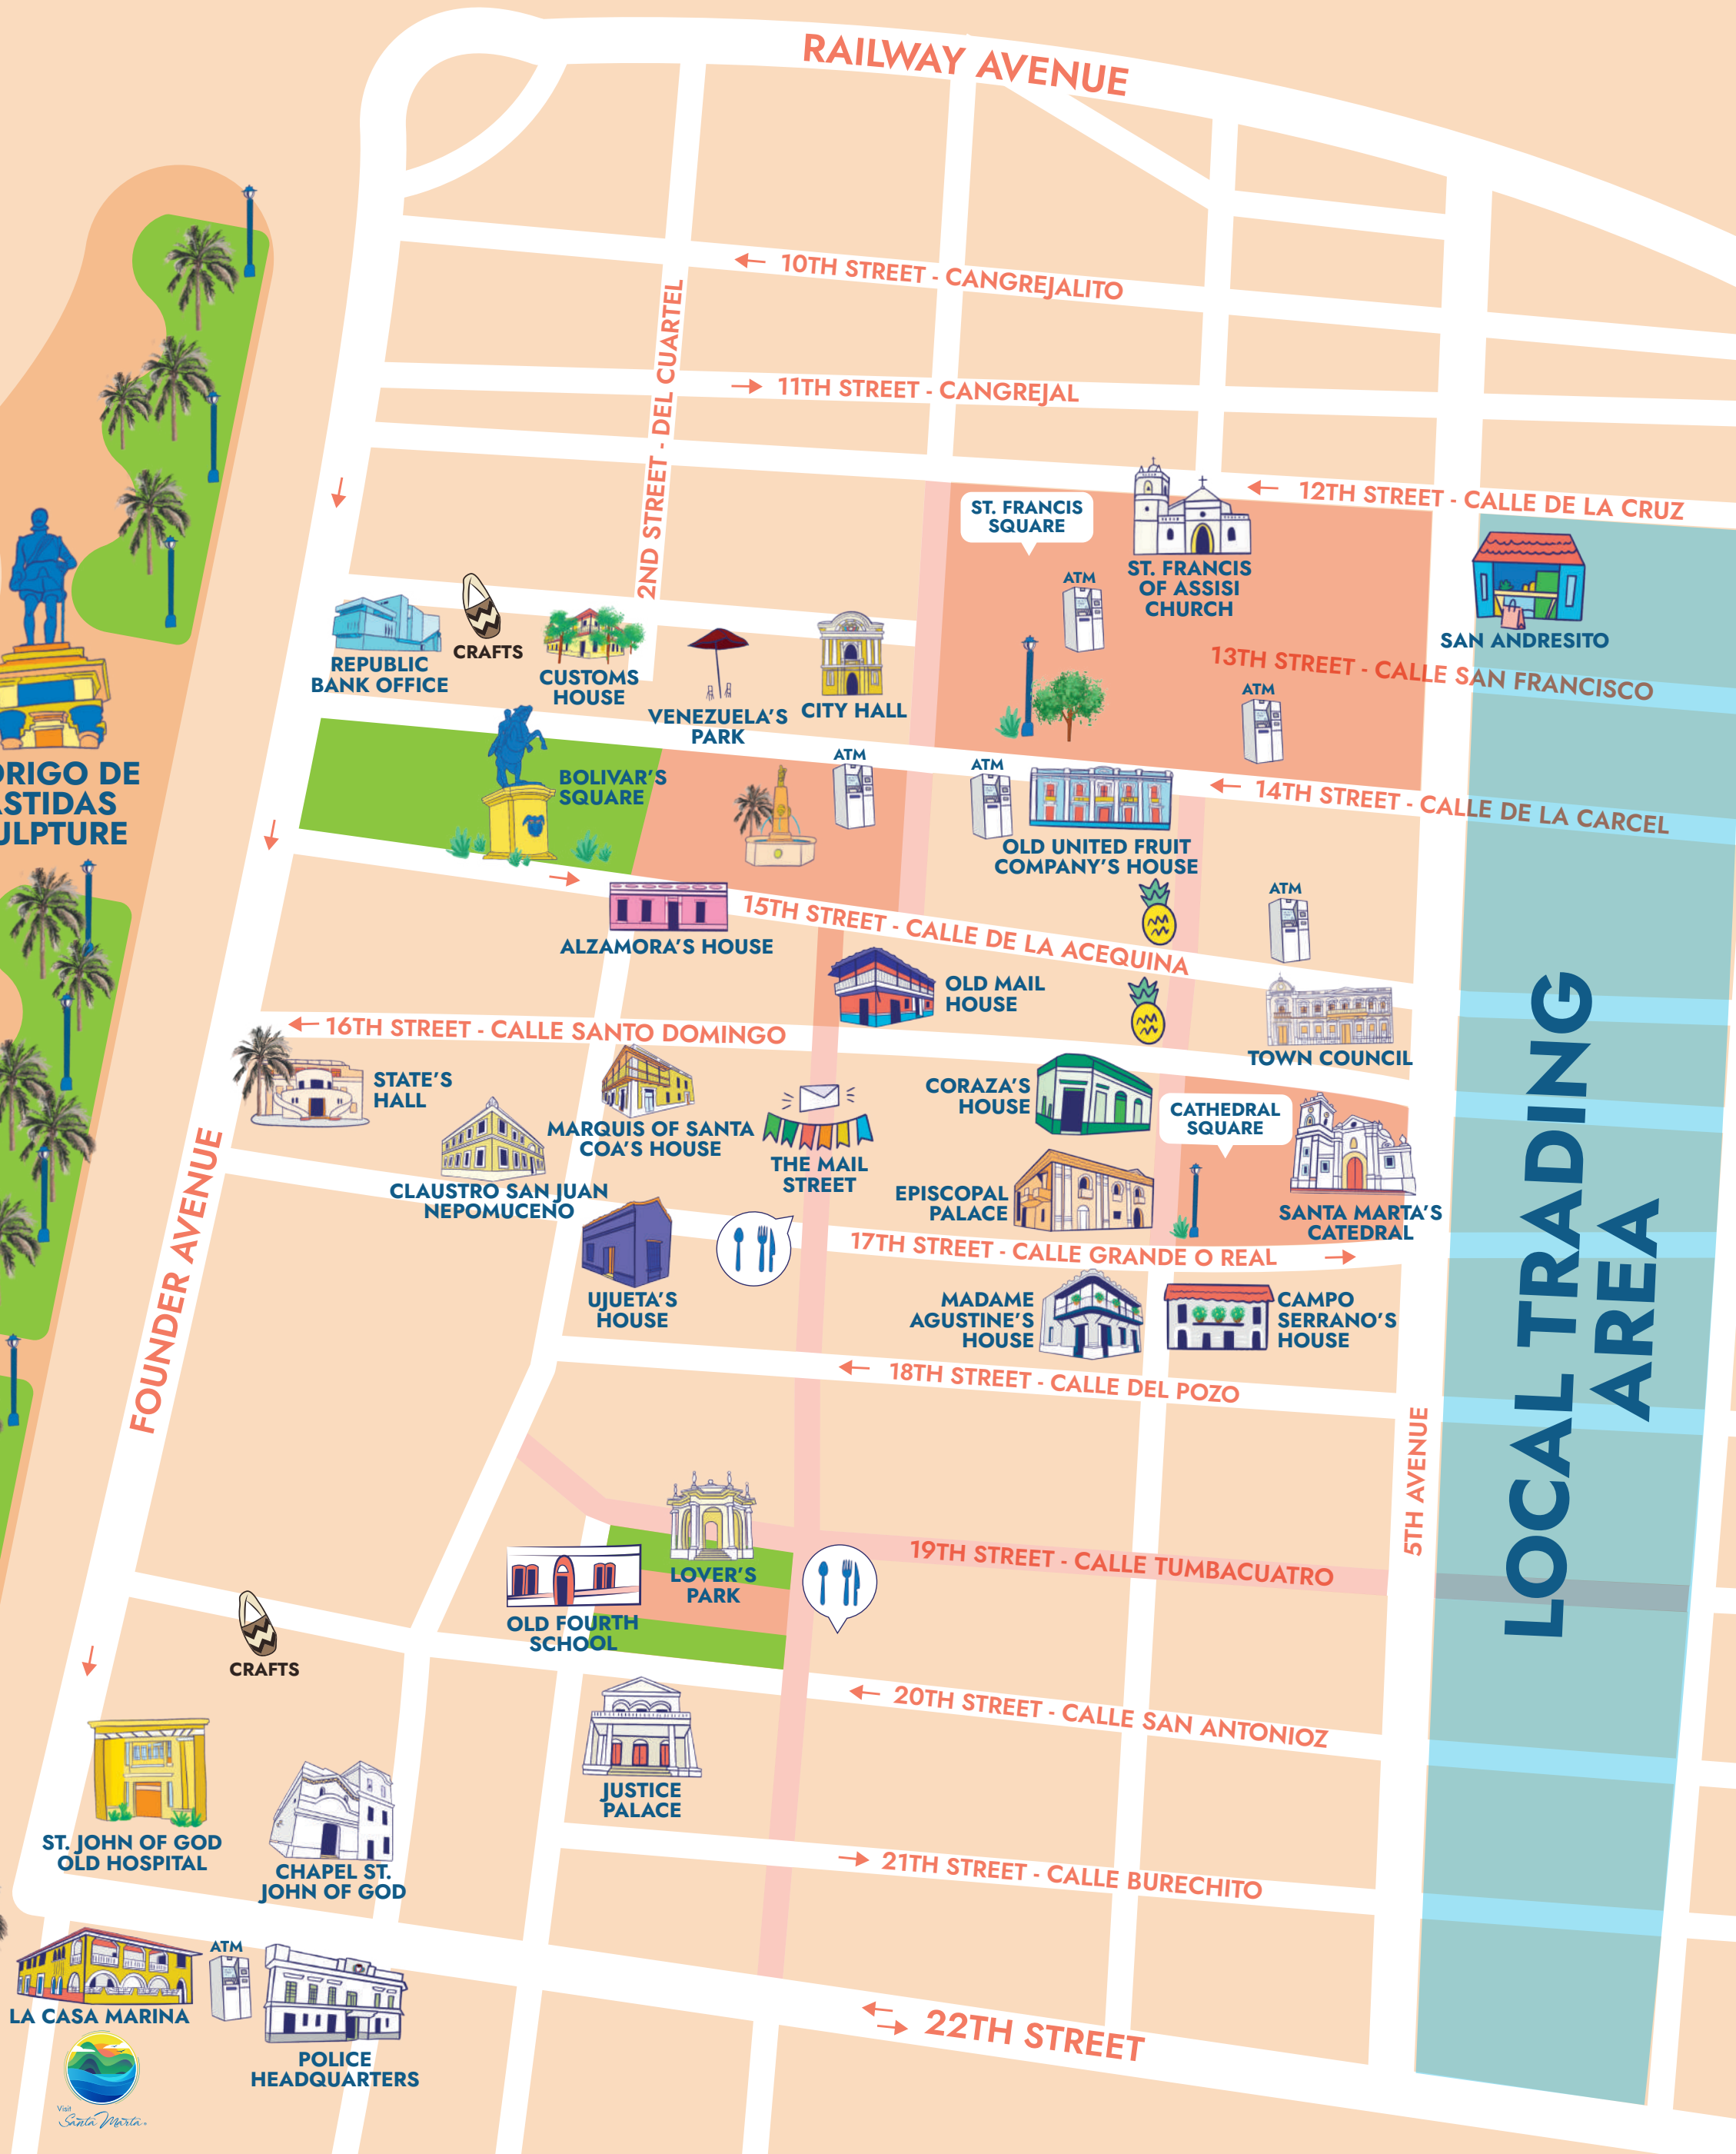 RAILWAY AVENUE
10TH STREET - CANGREJALITO
2ND STREET - DEL CUARTEL
11TH STREET - CANGREJAL
12TH STREET - CALLE DE LA CRUZ
ST. FRANCIS
SQUARE
ATM
ST. FRANCIS
OF ASSISI
CHURCH
SAN ANDRESITO
13TH STREET - CALLE SAN FRANCISCO
ATM
REPUBLIC
BANK OFFICE
CRAFTS
CUSTOMS
HOUSE
VENEZUELA'S
PARK
CITY HALL
DRIGO DE
ASTIDAS
ULPTURE
BOLIVAR'S
SQUARE
ATM
ATM
14TH STREET - CALLE DE LA CARCEL
OLD UNITED FRUIT
COMPANY'S HOUSE
ATM
ALZAMORA'S HOUSE
15TH STREET - CALLE DE LA ACEQUINA
OLD MAIL
HOUSE
TOWN COUNCIL
16TH STREET - CALLE SANTO DOMINGO
STATE'S
HALL
MARQUIS OF SANTA
COA'S HOUSE
CLAUSTRO SAN JUAN
NEPOMUCENO
THE MAIL
STREET
CORAZA'S
HOUSE
CATHEDRAL
SQUARE
EPISCOPAL
PALACE
SANTA MARTA'S
CATEDRAL
17TH STREET - CALLE GRANDE O REAL
UJUETA'S
HOUSE
MADAME
AGUSTINE'S
HOUSE
CAMPO
SERRANO'S
HOUSE
FOUNDER AVENUE
18TH STREET - CALLE DEL POZO
5TH AVENUE
LOCAL TRADING
AREA
19TH STREET - CALLE TUMBACUATRO
LOVER'S
PARK
OLD FOURTH
SCHOOL
CRAFTS
20TH STREET - CALLE SAN ANTONIOZ
JUSTICE
PALACE
ST. JOHN OF GOD
OLD HOSPITAL
CHAPEL ST.
JOHN OF GOD
21TH STREET - CALLE BURECHITO
ATM
LA CASA MARINA
22TH STREET
POLICE
HEADQUARTERS
Visit
Santa Marta